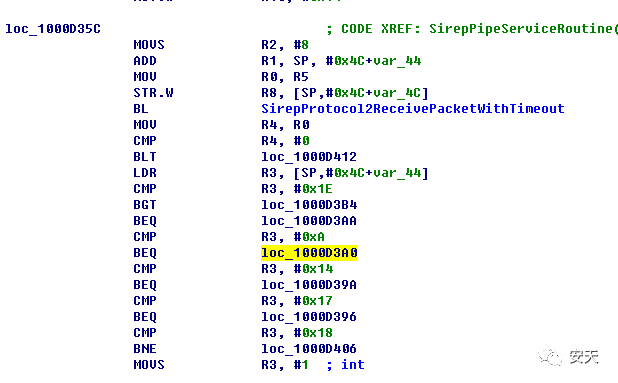 loc_1000D35C ; CODE XREF: SirepPipeServiceRoutine(
MOVS R2, #8
ADD R1, SP, #0x4C+var_44
MOV R0, R5
STR.W R8, [SP,#0x4C+var_4C]
BL SirepProtocol2ReceivePacketWithTimeout
MOV R4, R0
CMP R4, #0
BLT loc_1000D412
LDR R3, [SP,#0x4C+var_44]
CMP R3, #0x1E
BGT loc_1000D3B4
BEQ loc_1000D3AA
CMP R3, #0xA
BEQ loc_1000D3A0
CMP R3, #0x14
BEQ loc_1000D39A
CMP R3, #0x17
BEQ loc_1000D396
CMP R3, #0x18
BNE loc_1000D406
MOVS R3, #1 ; int
安天